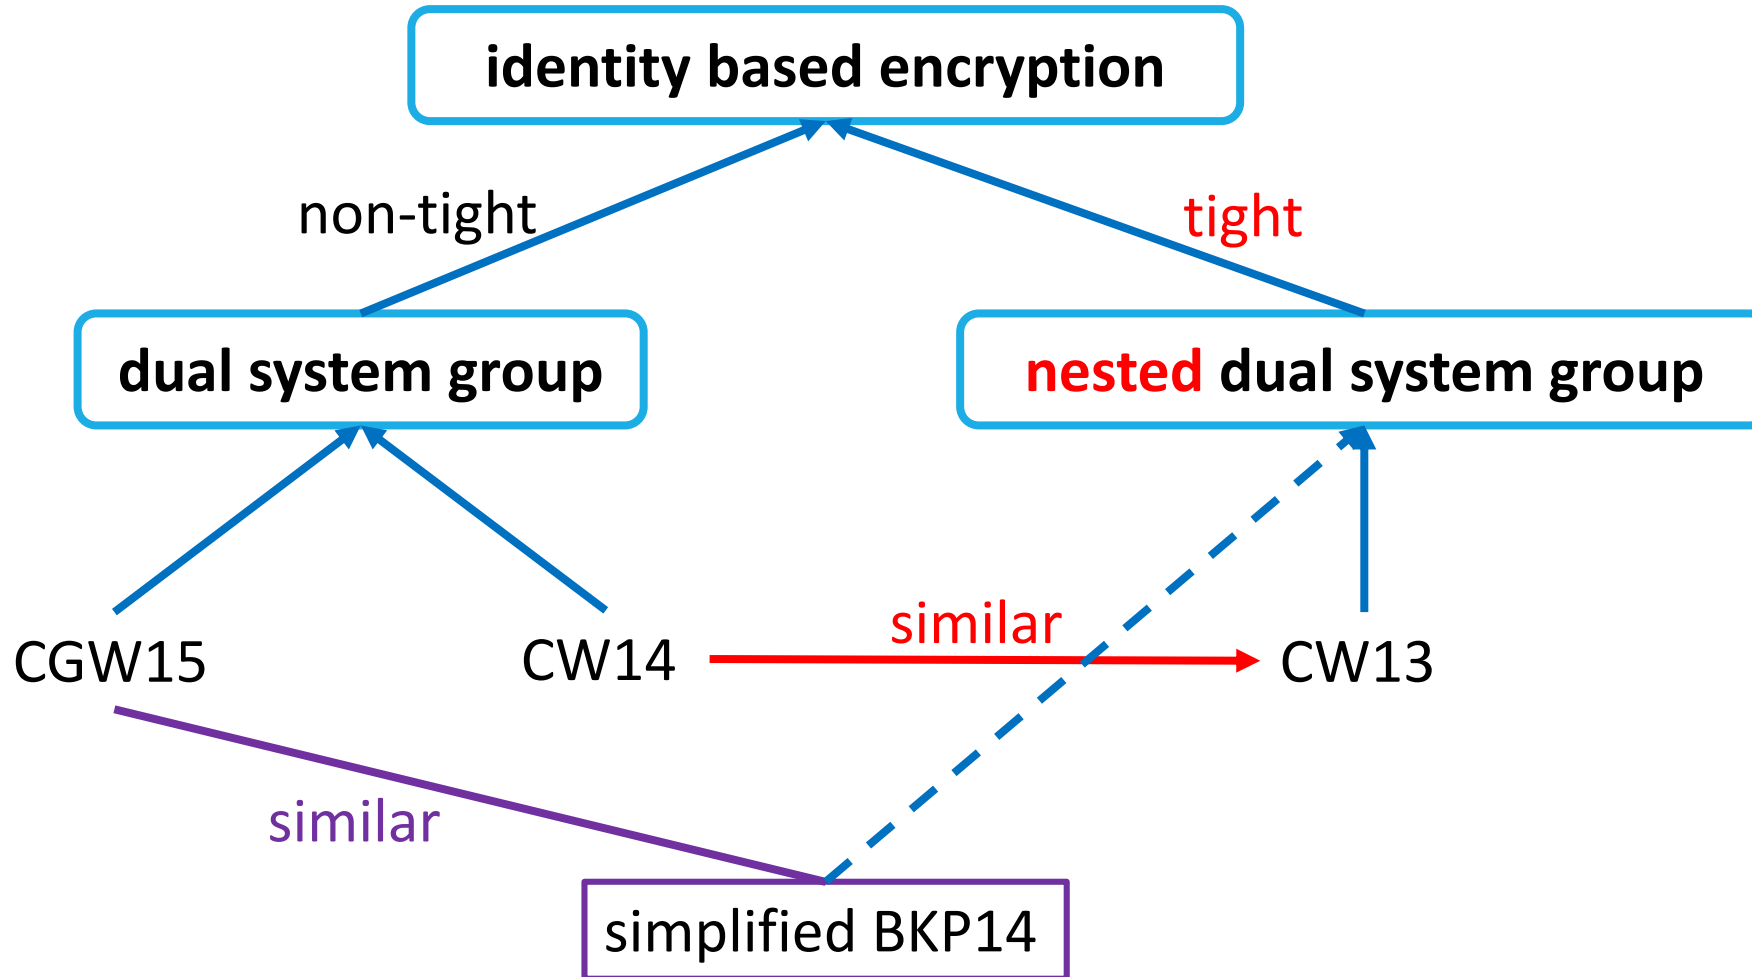 identity based encryption
non-tight
tight
dual system group
nested dual system group
similar
CGW15
CW14
CW13
similar
simplified BKP14